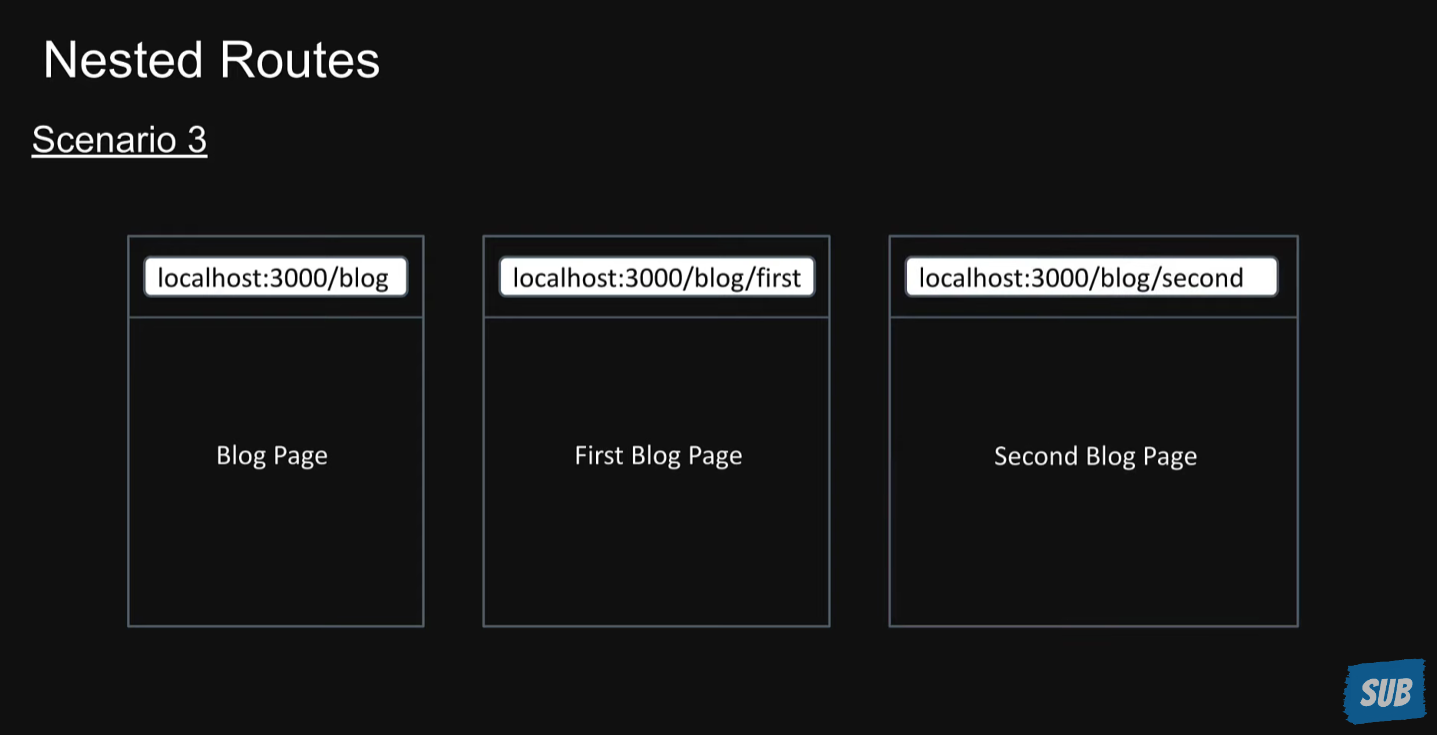 Nested Routes
Scenario 3
localhost:3000/blog
localhost:3000/blog/first
localhost:3000/blog/second
Blog Page
First Blog Page
Second Blog Page
SUB